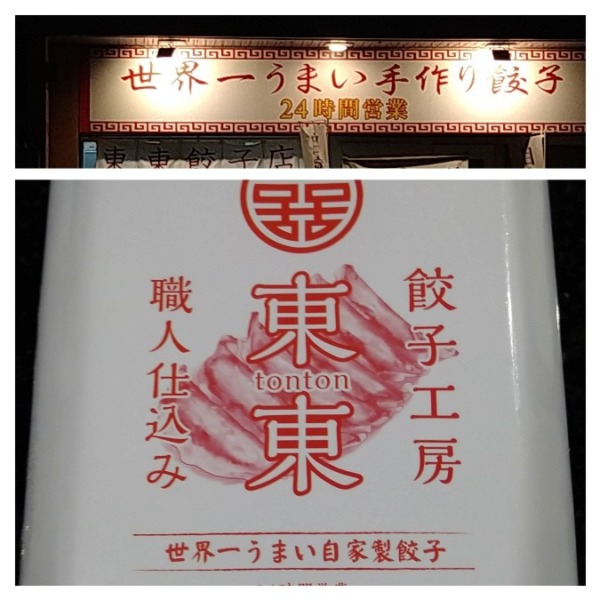 世界一うまい手作り餃子
24時間営業
東東餃子店
餃子工房
東
tonton
東
職人仕込み
世界一うまい自家製餃子